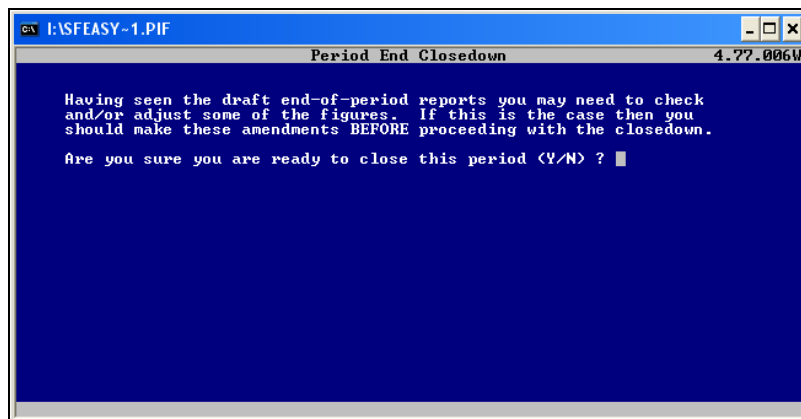 I:\SFEASY~1.PIF
Period End Closedown 4.77.006W
Having seen the draft end-of-period reports you may need to check
and/or adjust some of the figures. If this is the case then you
should make these amendments BEFORE proceeding with the closedown.
Are you sure you are ready to close this period (Y/N) ?